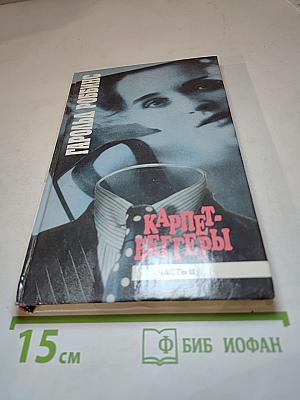 ГАРОЛЬД РОББИНС
КАРПЕТ-
БЕГГЕРЫ
ЧАСТЬ II
15 см
Ф БИБ ИОФАН